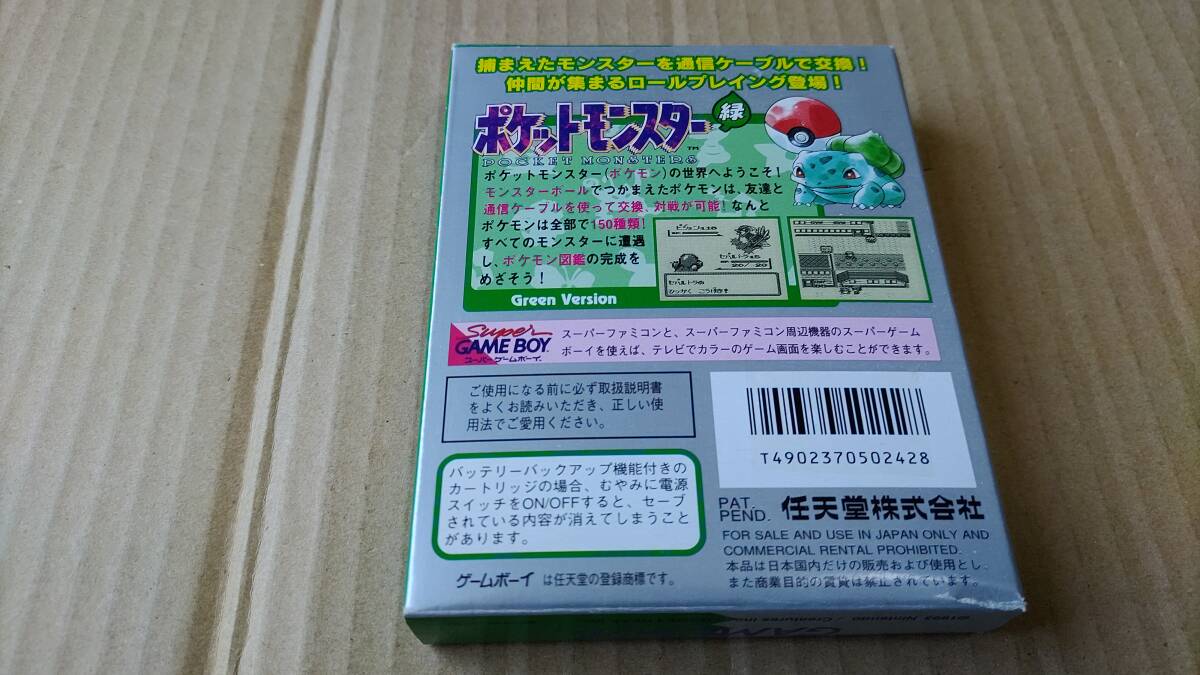 捕まえたモンスターを通信ケーブルで交換!
仲間が集まるロールプレイング登場!
ポケットモンスター 緑
TM
POCKET MONSTERS
ポケットモンスター(ポケモン)の世界へようこそ!
モンスターボールでつかまえたポケモンは、友達と
通信ケーブルを使って交換、対戦が可能!なんと
ポケモンは全部で150種類!
すべてのモンスターに遭遇
し、ポケモン図鑑の完成を
めざそう!
Green Version
Super
GAME BOY
スーパーゲームボーイ
スーパーファミコンと、スーパーファミコン周辺機器のスーパーゲーム
ボーイを使えば、テレビでカラーのゲーム画面を楽しむことができます。
ご使用になる前に必ず取扱説明書
をよくお読みいただき、正しい使
用法でご愛用ください。
T4902370502428
バッテリーバックアップ機能付きの
カートリッジの場合、むやみに電源
スイッチをON/OFFすると、セーブ
されている内容が消えてしまうこと
があります。
PAT.
PEND.
任天堂株式会社
FOR SALE AND USE IN JAPAN ONLY AND
COMMERCIAL RENTAL PROHIBITED.
本品は日本国内だけの販売および使用とし、
また商業目的の賃貸は禁止されています。
ゲームボーイ は任天堂の登録商標です。